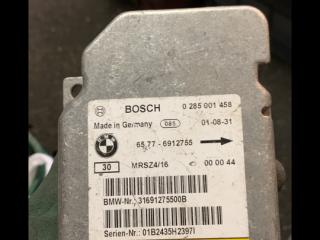 BOSCH 0 285 001 458
Made in Germany 085 01-08-31
65.77 - 6912755
30 MRSZ4/16 00 00 44
BMW-Nr.: 31691275500B
Serien-Nr.: 01B2435H2397I